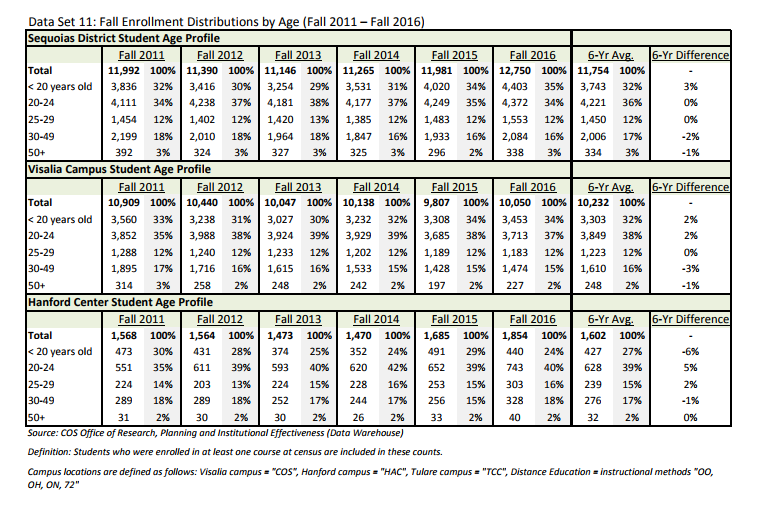 Data Set 11: Fall Enrollment Distributions by Age (Fall 2011 – Fall 2016)
Sequoias District Student Age Profile
Fall 2011 Fall 2012 Fall 2013 Fall 2014 Fall 2015 Fall 2016 6-Yr Avg. 6-Yr Difference
Total 11,992 100% 11,390 100% 11,146 100% 11,265 100% 11,981 100% 12,750 100% 11,754 100% -
< 20 years old 3,836 32% 3,416 30% 3,254 29% 3,531 31% 4,020 34% 4,403 35% 3,743 32% 3%
20-24 4,111 34% 4,238 37% 4,181 38% 4,177 37% 4,249 35% 4,372 34% 4,221 36% 0%
25-29 1,454 12% 1,402 12% 1,420 13% 1,385 12% 1,483 12% 1,553 12% 1,450 12% 0%
30-49 2,199 18% 2,010 18% 1,964 18% 1,847 16% 1,933 16% 2,084 16% 2,006 17% -2%
50+ 392 3% 324 3% 327 3% 325 3% 296 2% 338 3% 334 3% -1%
Visalia Campus Student Age Profile
Fall 2011 Fall 2012 Fall 2013 Fall 2014 Fall 2015 Fall 2016 6-Yr Avg. 6-Yr Difference
Total 10,909 100% 10,440 100% 10,047 100% 10,138 100% 9,807 100% 10,050 100% 10,232 100% -
< 20 years old 3,560 33% 3,238 31% 3,027 30% 3,232 32% 3,308 34% 3,453 34% 3,303 32% 2%
20-24 3,852 35% 3,988 38% 3,924 39% 3,929 39% 3,685 38% 3,713 37% 3,849 38% 2%
25-29 1,288 12% 1,240 12% 1,233 12% 1,202 12% 1,189 12% 1,183 12% 1,223 12% 0%
30-49 1,895 17% 1,716 16% 1,615 16% 1,533 15% 1,428 15% 1,474 15% 1,610 16% -3%
50+ 314 3% 258 2% 248 2% 242 2% 197 2% 227 2% 248 2% -1%
Hanford Center Student Age Profile
Fall 2011 Fall 2012 Fall 2013 Fall 2014 Fall 2015 Fall 2016 6-Yr Avg. 6-Yr Difference
Total 1,568 100% 1,564 100% 1,473 100% 1,470 100% 1,685 100% 1,854 100% 1,602 100% -
< 20 years old 473 30% 431 28% 374 25% 352 24% 491 29% 440 24% 427 27% -6%
20-24 551 35% 611 39% 593 40% 620 42% 652 39% 743 40% 628 39% 5%
25-29 224 14% 203 13% 224 15% 228 16% 253 15% 303 16% 239 15% 2%
30-49 289 18% 289 18% 252 17% 244 17% 256 15% 328 18% 276 17% -1%
50+ 31 2% 30 2% 30 2% 26 2% 33 2% 40 2% 32 2% 0%
Source: COS Office of Research, Planning and Institutional Effectiveness (Data Warehouse)
Definition: Students who were enrolled in at least one course at census are included in these counts.
Campus locations are defined as follows: Visalia campus = "COS", Hanford campus = "HAC", Tulare campus = "TCC", Distance Education = instructional methods "OO,
OH, ON, 72"